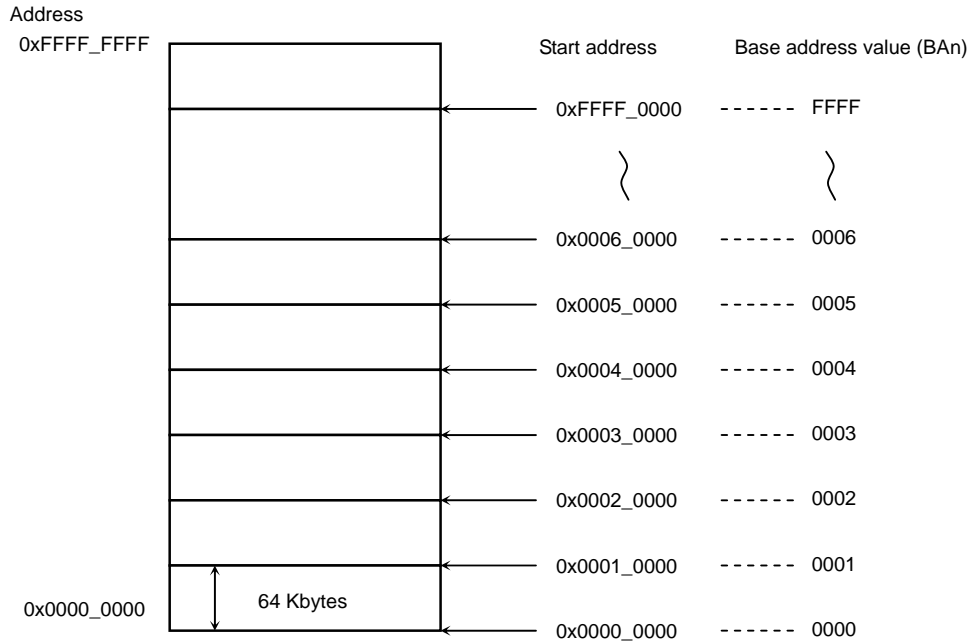 Address
0xFFFF_FFFF
Start address Base address value (BAn)
0xFFFF_0000 ------ FFFF
0x0006_0000 ------ 0006
0x0005_0000 ------ 0005
0x0004_0000 ------ 0004
0x0003_0000 ------ 0003
0x0002_0000 ------ 0002
0x0001_0000 ------ 0001
64 Kbytes
0x0000_0000
0x0000_0000 ------ 0000